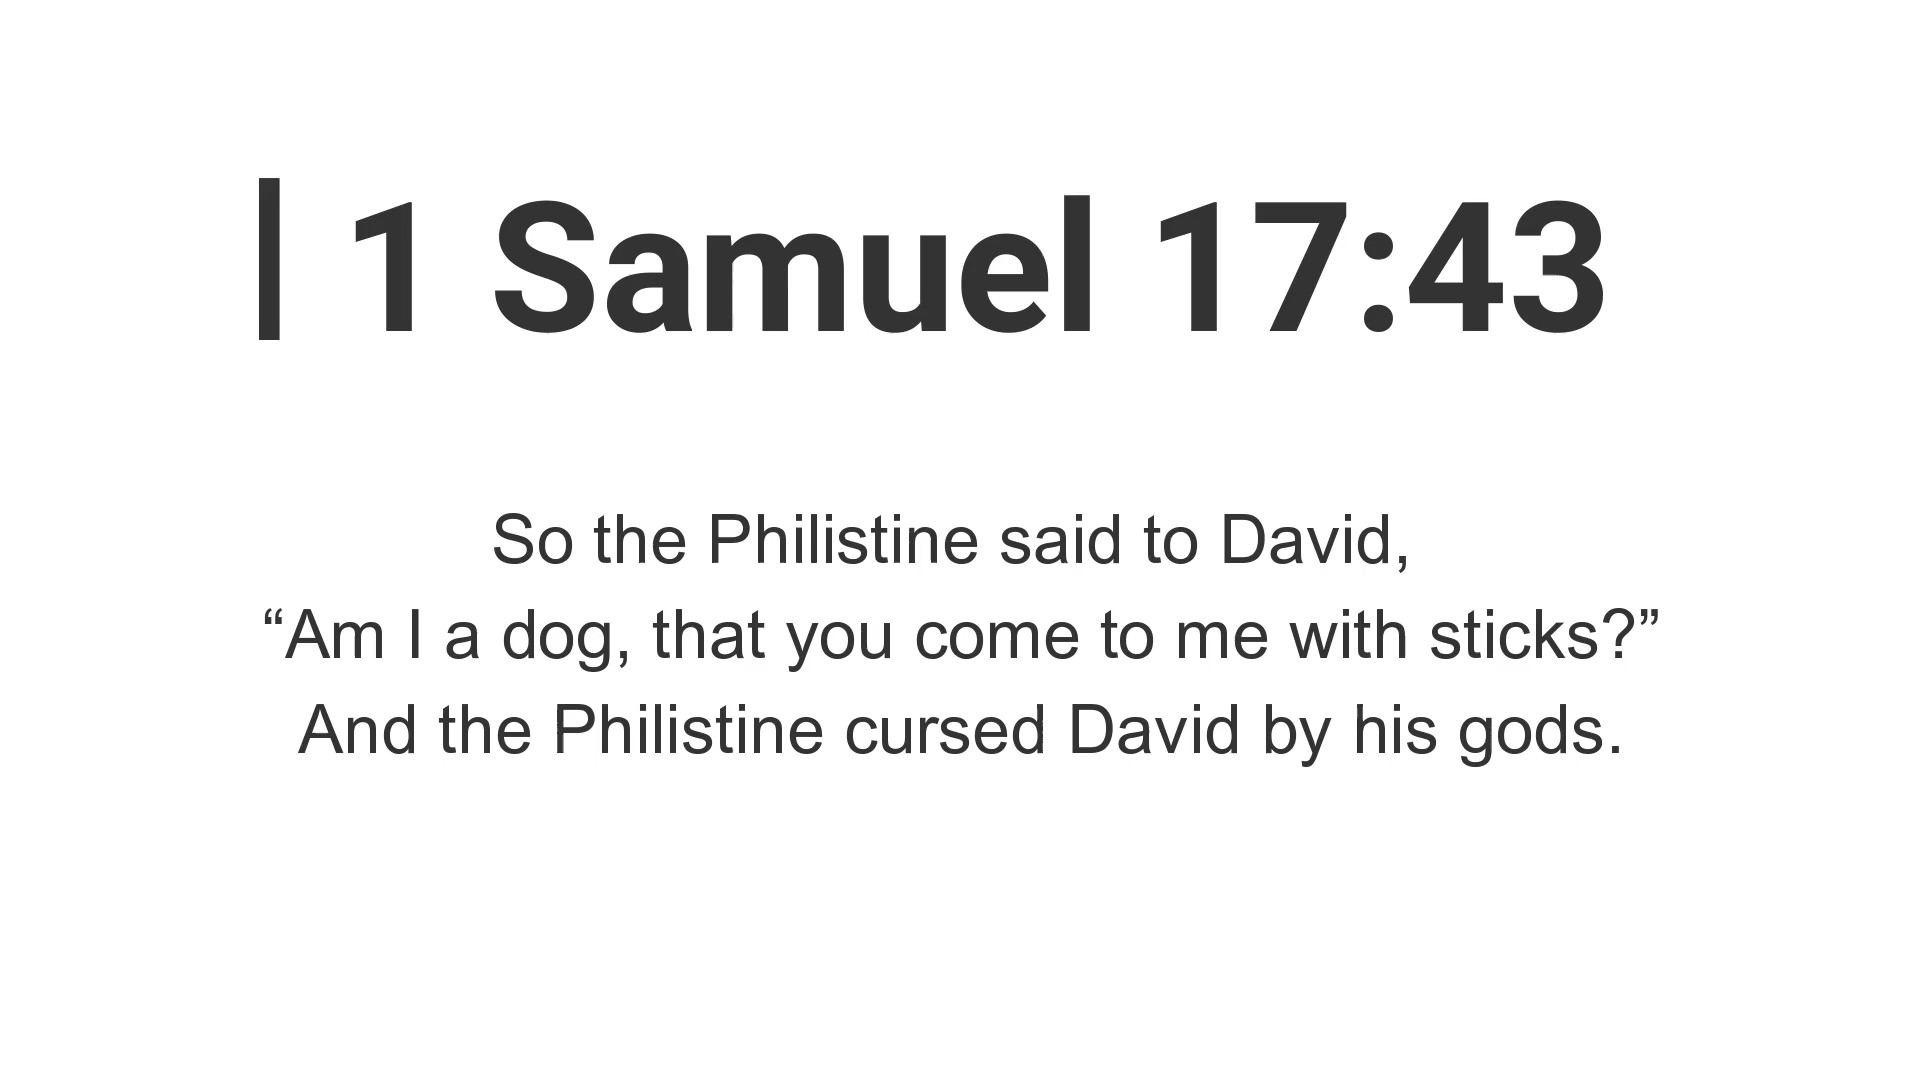 | 1 Samuel 17:43
So the Philistine said to David,
“Am I a dog, that you come to me with sticks?”
And the Philistine cursed David by his gods.